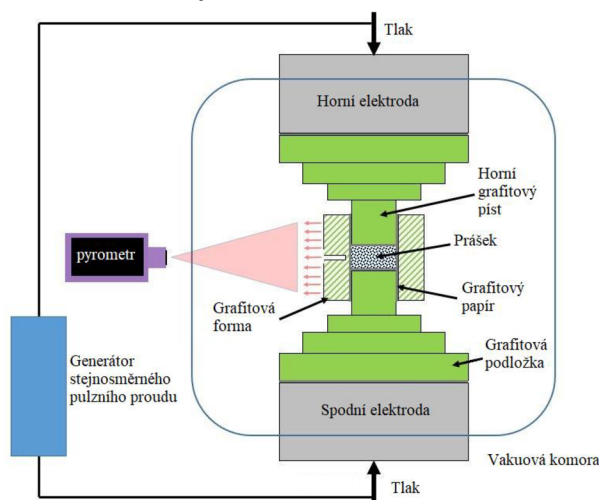 Tlak
Horní elektroda
Horní
grafitový
píst
Prášek
pyrometr
Grafitový
papír
Grafitová
forma
Grafitová
podložka
Generátor
stejnosměrného
pulzního proudu
Spodní elektroda
Vakuová komora
Tlak